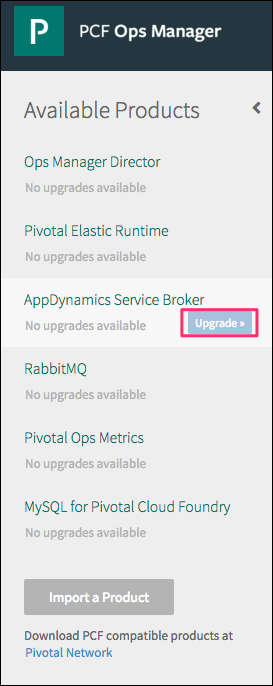 P PCF Ops Manager
Available Products
Ops Manager Director
No upgrades available
Pivotal Elastic Runtime
No upgrades available
AppDynamics Service Broker
No upgrades available Upgrade »
RabbitMQ
No upgrades available
Pivotal Ops Metrics
No upgrades available
MySQL for Pivotal Cloud Foundry
No upgrades available
Import a Product
Download PCF compatible products at
Pivotal Network